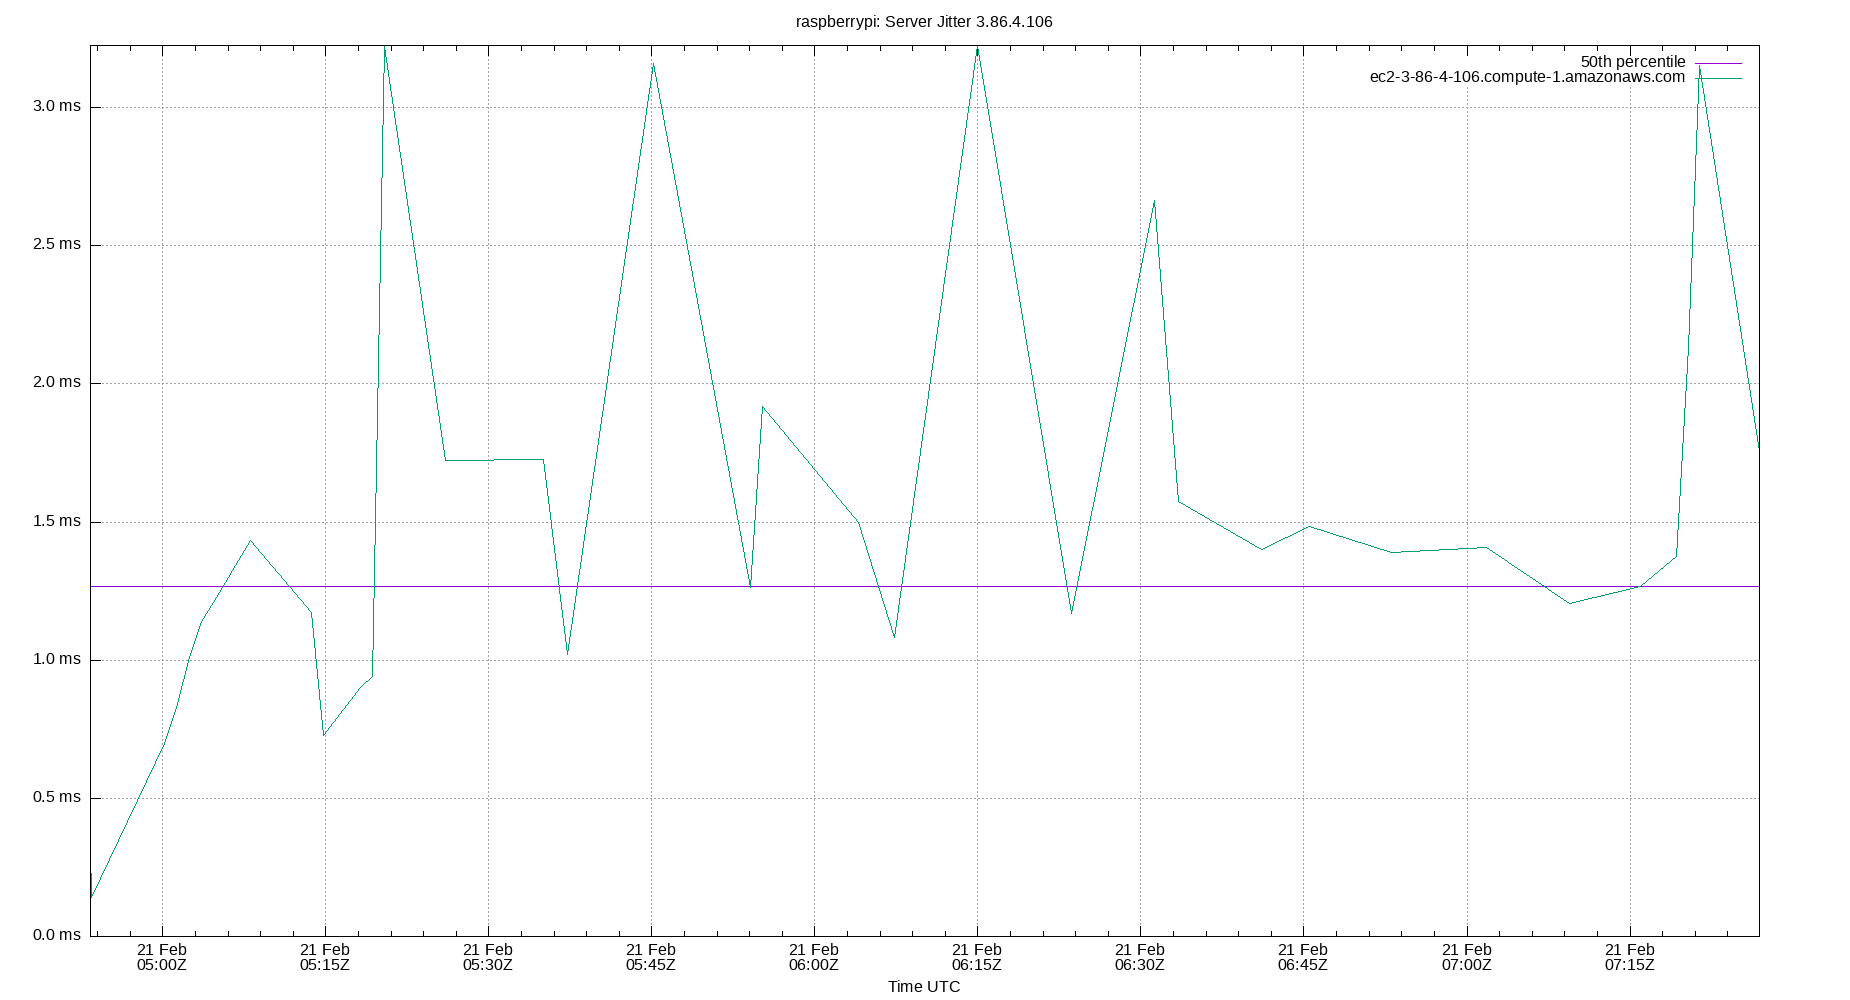 raspberrypi: Server Jitter 3.86.4.106
50th percentile
ec2-3-86-4-106.compute-1.amazonaws.com
3.0 ms
2.5 ms
2.0 ms
1.5 ms
1.0 ms
0.5 ms
0.0 ms
21 Feb 21 Feb 21 Feb 21 Feb 21 Feb 21 Feb 21 Feb 21 Feb 21 Feb 21 Feb
05:00Z 05:15Z 05:30Z 05:45Z 06:00Z 06:15Z 06:30Z 06:45Z 07:00Z 07:15Z
Time UTC